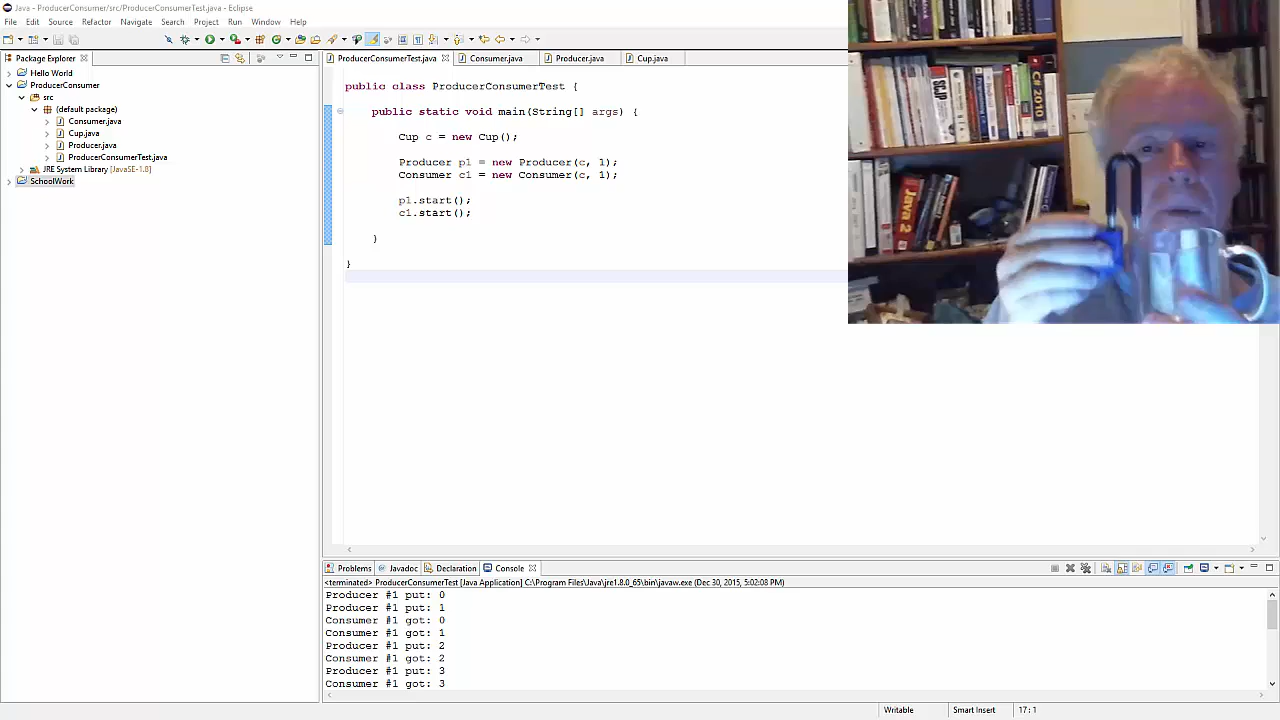 Java - ProducerConsumer/src/ProducerConsumerTest.java - Eclipse
File Edit Source Refactor Navigate Search Project Run Window Help
Package Explorer
Hello World
ProducerConsumer
src
(default package)
Consumer.java
Cup.java
Producer.java
ProducerConsumerTest.java
JRE System Library [JavaSE-1.8]
SchoolWork
ProducerConsumerTest.java Consumer.java Producer.java Cup.java
public class ProducerConsumerTest {
public static void main(String[] args) {
Cup c = new Cup();
Producer p1 = new Producer(c, 1);
Consumer c1 = new Consumer(c, 1);
p1.start();
c1.start();
}
}
SCJP
Java 2
C# 2010
Problems Javadoc Declaration Console
<terminated> ProducerConsumerTest [Java Application] C:\Program Files\Java\jre1.8.0_65\bin\javaw.exe (Dec 30, 2015, 5:02:08 PM)
Producer #1 put: 0
Producer #1 put: 1
Consumer #1 got: 0
Consumer #1 got: 1
Producer #1 put: 2
Consumer #1 got: 2
Producer #1 put: 3
Consumer #1 got: 3
Writable Smart Insert 17 : 1